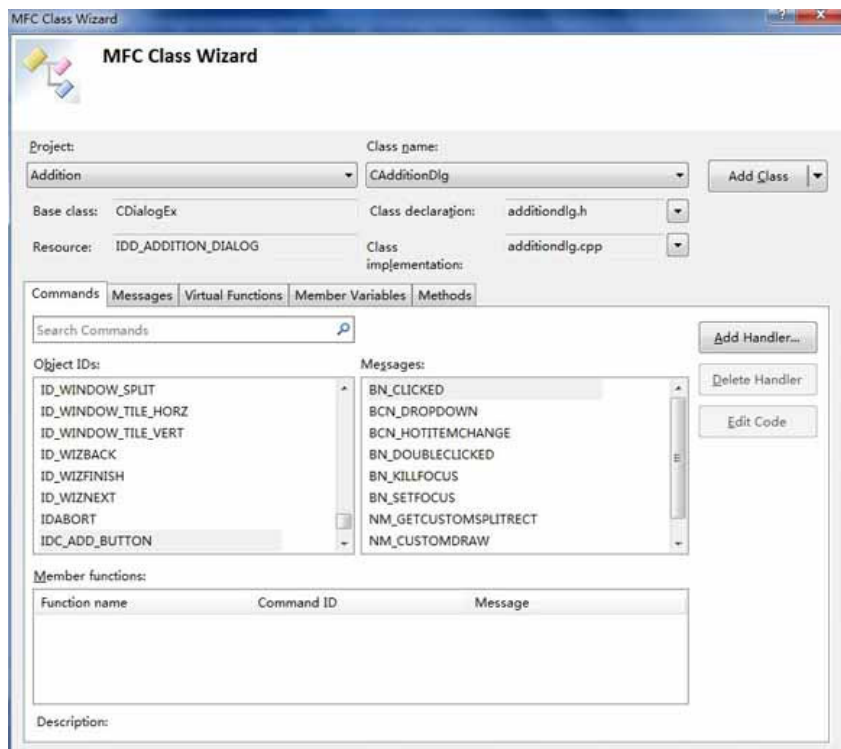 MFC Class Wizard
MFC Class Wizard
Project:
Class name:
Addition
CAdditionDlg
Add Class
Base class:
CDialogEx
Class declaration:
additiondlg.h
Resource:
IDD_ADDITION_DIALOG
Class
implementation:
additiondlg.cpp
Commands
Messages
Virtual Functions
Member Variables
Methods
Search Commands
Add Handler...
Object IDs:
Messages:
Delete Handler
Edit Code
ID_WINDOW_SPLIT
ID_WINDOW_TILE_HORZ
ID_WINDOW_TILE_VERT
ID_WIZBACK
ID_WIZFINISH
ID_WIZNEXT
IDABORT
IDC_ADD_BUTTON
BN_CLICKED
BCN_DROPDOWN
BCN_HOTITEMCHANGE
BN_DOUBLECLICKED
BN_KILLFOCUS
BN_SETFOCUS
NM_GETCUSTOMSPLITRECT
NM_CUSTOMDRAW
Member functions:
Function name
Command ID
Message
Description: